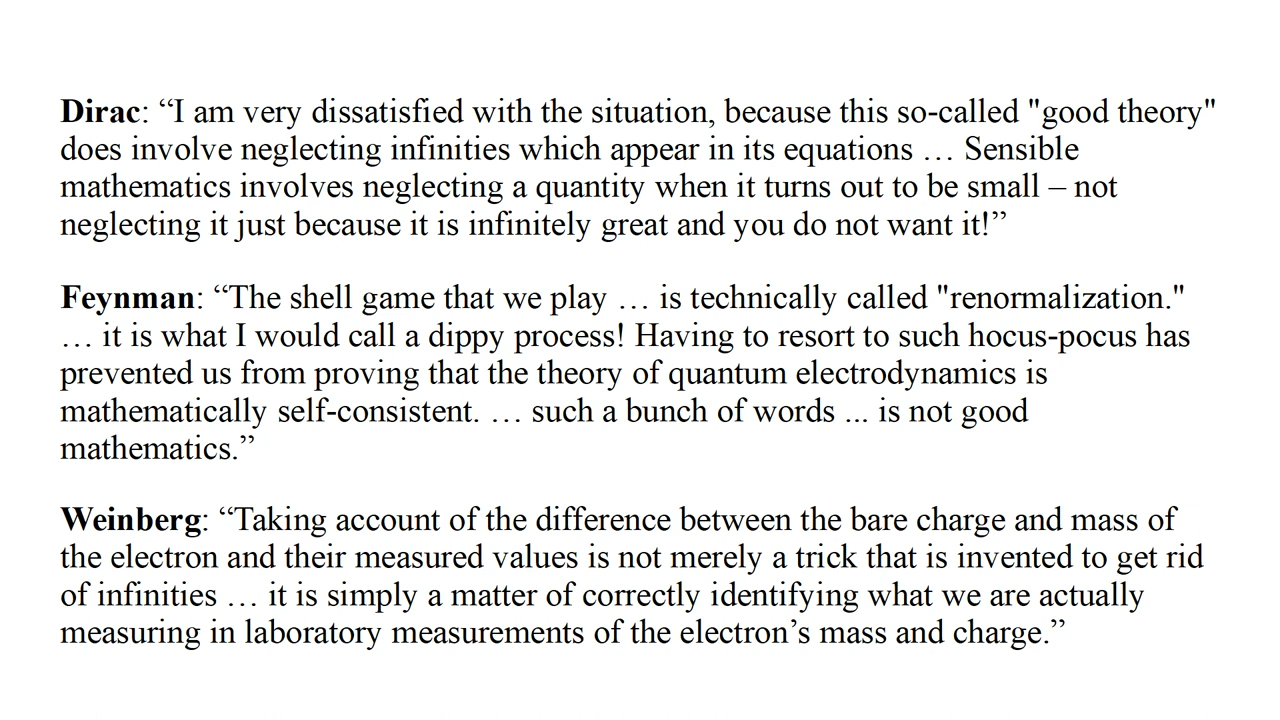 Dirac: “I am very dissatisfied with the situation, because this so-called "good theory"
does involve neglecting infinities which appear in its equations … Sensible
mathematics involves neglecting a quantity when it turns out to be small – not
neglecting it just because it is infinitely great and you do not want it!”
Feynman: “The shell game that we play … is technically called "renormalization."
… it is what I would call a dippy process! Having to resort to such hocus-pocus has
prevented us from proving that the theory of quantum electrodynamics is
mathematically self-consistent. … such a bunch of words ... is not good
mathematics.”
Weinberg: “Taking account of the difference between the bare charge and mass of
the electron and their measured values is not merely a trick that is invented to get rid
of infinities … it is simply a matter of correctly identifying what we are actually
measuring in laboratory measurements of the electron’s mass and charge.”